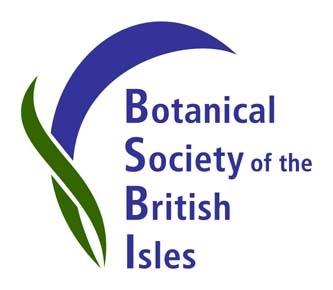 Botanical
Society of the
British
Isles